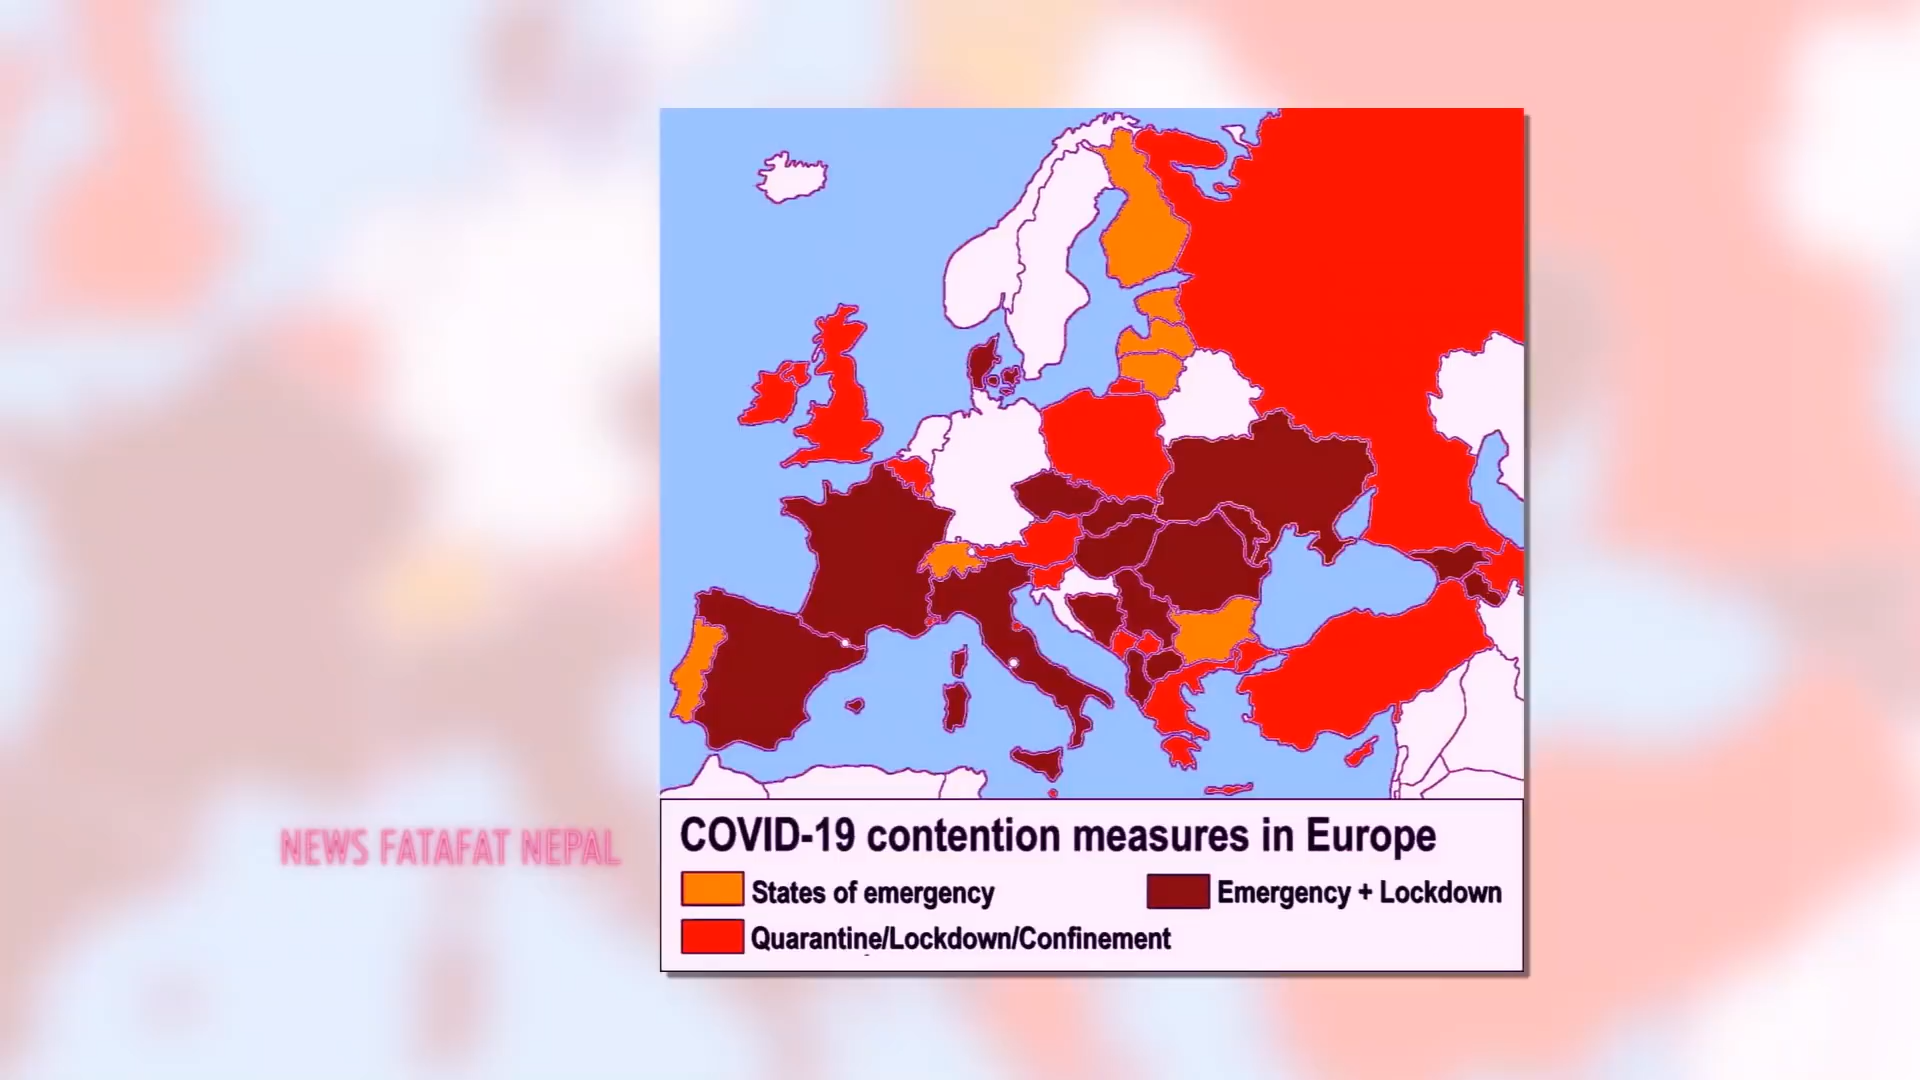 NEWS FATAFAT NEPAL
COVID-19 contention measures in Europe
States of emergency
Emergency + Lockdown
Quarantine/Lockdown/Confinement